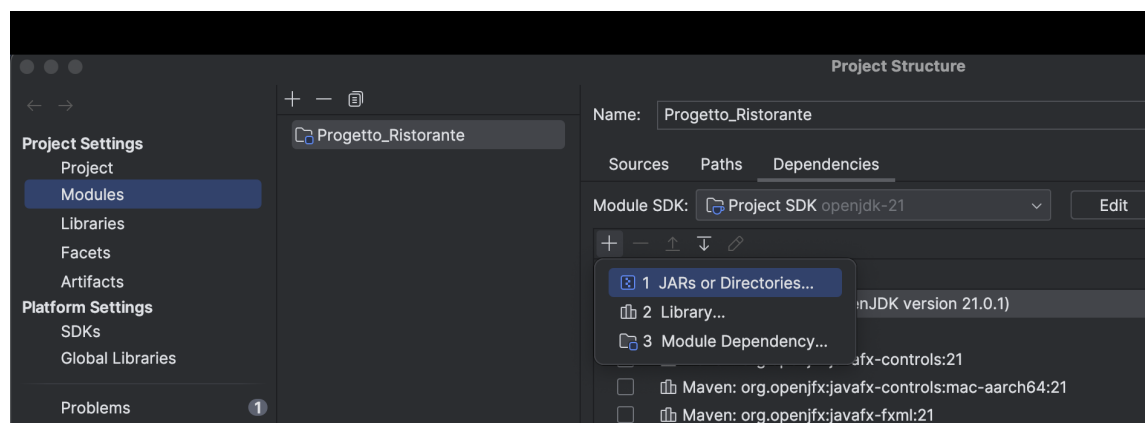 Project Structure
Project Settings
Project
Modules
Libraries
Facets
Artifacts
Platform Settings
SDKs
Global Libraries
Problems
1
Progetto_Ristorante
Name: Progetto_Ristorante
Sources Paths Dependencies
Module SDK: Project SDK openjdk-21 Edit
1 JARs or Directories...
2 Library...
3 Module Dependency...
nJDK version 21.0.1)
afx-controls:21
Maven: org.openjfx:javafx-controls:mac-aarch64:21
Maven: org.openjfx:javafx-fxml:21